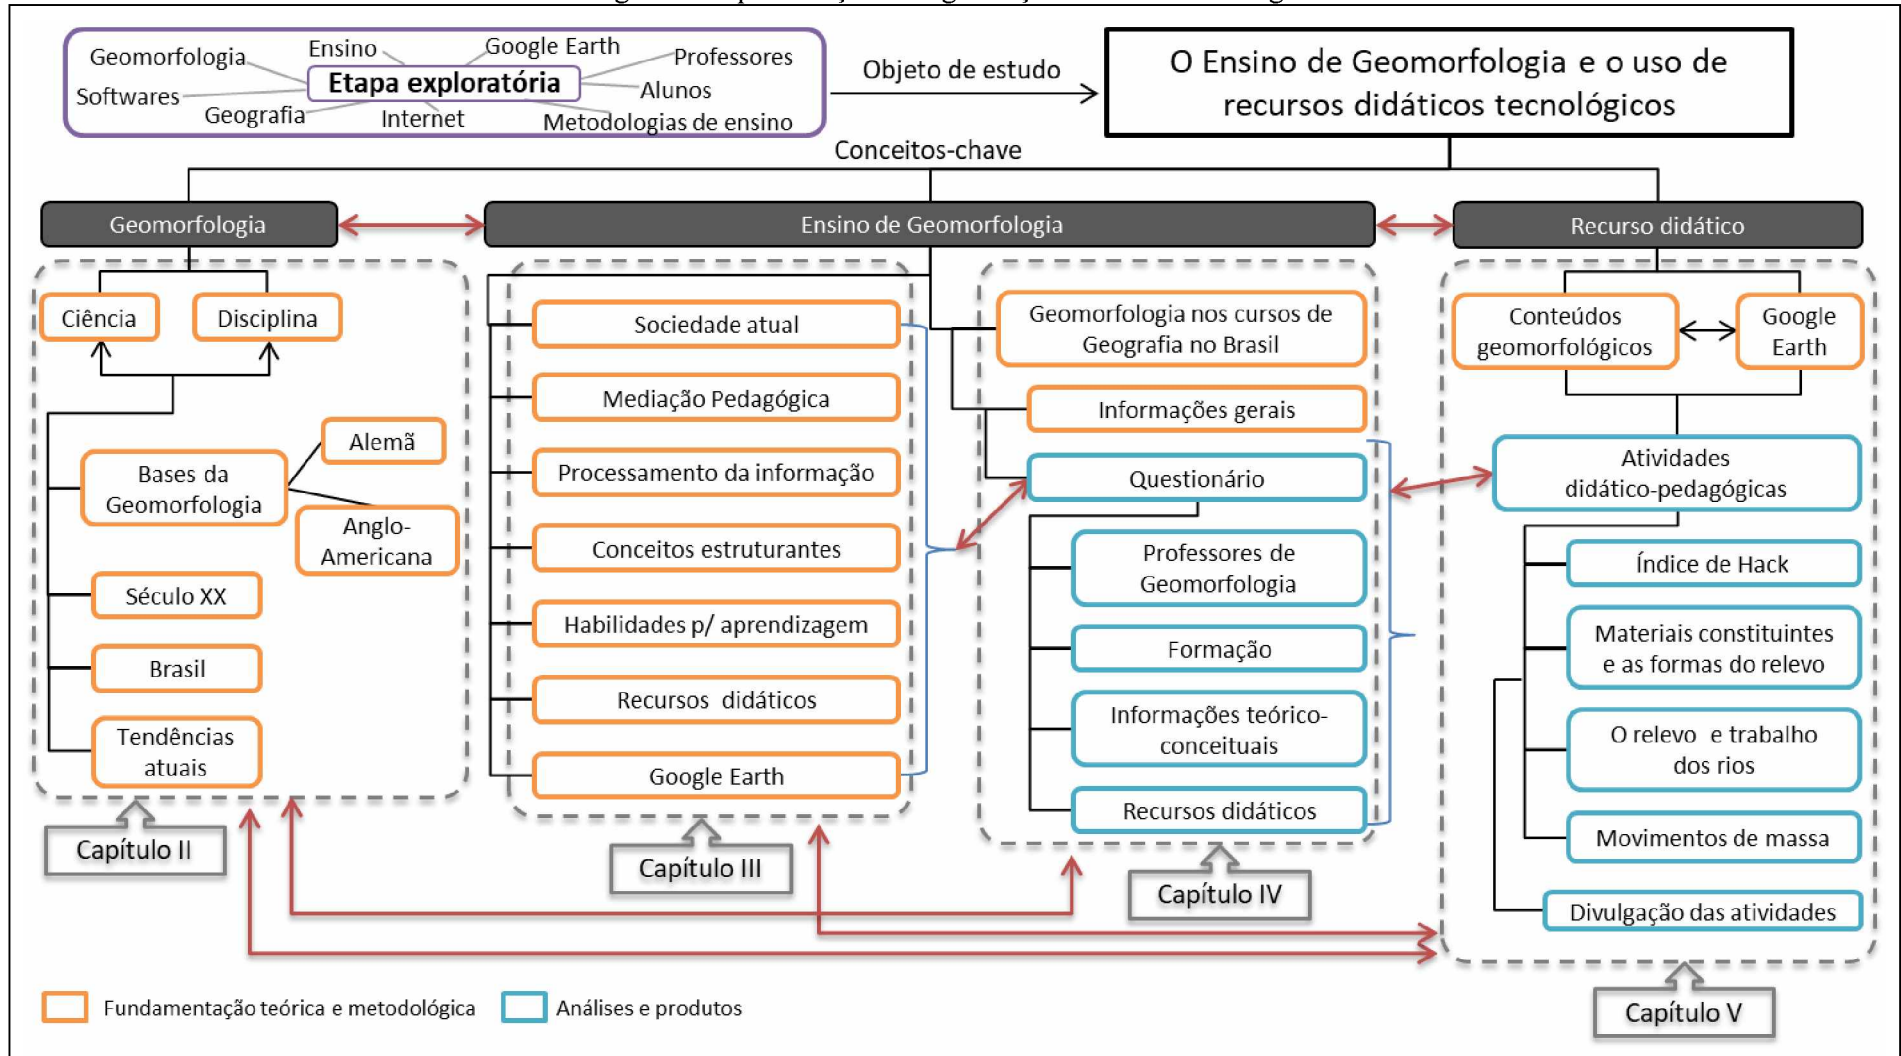 Geomorfologia
Ensino
Google Earth
Professores
Softwares
Etapa exploratória
Alunos
Geografia
Internet
Metodologias de ensino
Objeto de estudo
O Ensino de Geomorfologia e o uso de
recursos didáticos tecnológicos
Conceitos-chave
Geomorfologia
Ensino de Geomorfologia
Recurso didático
Ciência
Disciplina
Bases da
Geomorfologia
Alemã
Anglo-
Americana
Século XX
Brasil
Tendências
atuais
Capítulo II
Sociedade atual
Mediação Pedagógica
Processamento da informação
Conceitos estruturantes
Habilidades p/ aprendizagem
Recursos didáticos
Google Earth
Capítulo III
Geomorfologia nos cursos de
Geografia no Brasil
Informações gerais
Questionário
Professores de
Geomorfologia
Formação
Informações teórico-
conceituais
Recursos didáticos
Capítulo IV
Conteúdos
geomorfológicos
Google
Earth
Atividades
didático-pedagógicas
Índice de Hack
Materiais constituintes
e as formas do relevo
O relevo e trabalho
dos rios
Movimentos de massa
Divulgação das atividades
Capítulo V
Fundamentação teórica e metodológica
Análises e produtos